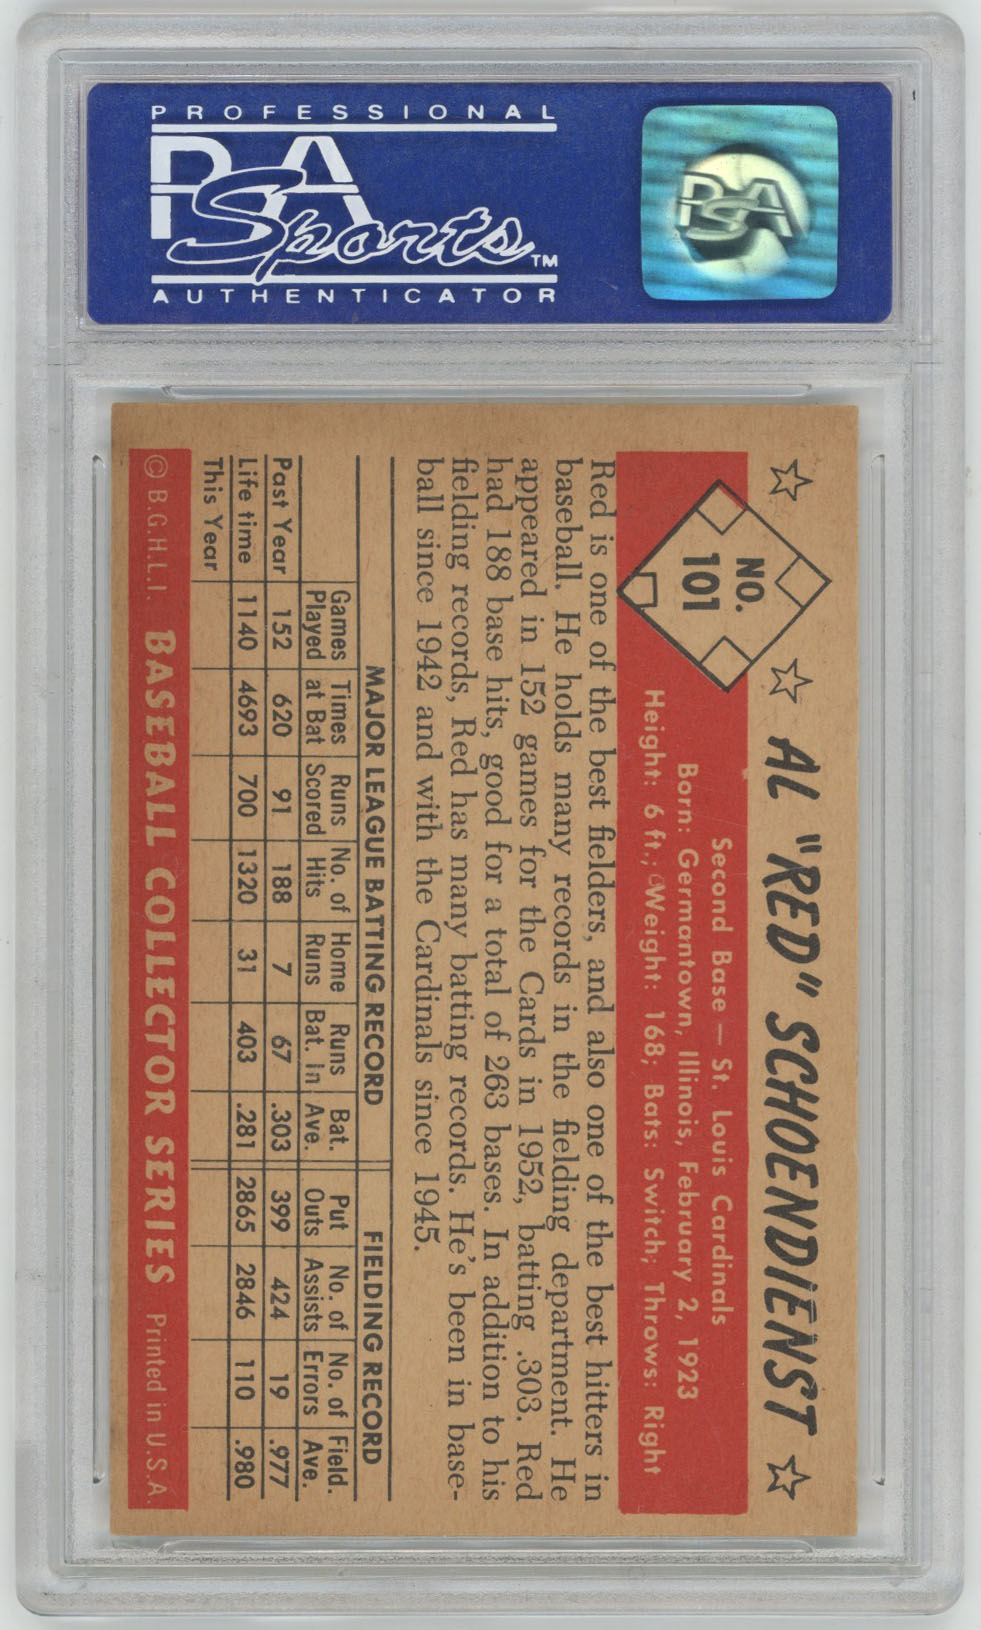 PROFESSIONAL
PSA
Sports™
AUTHENTICATOR
PSA
NO.
101
AL "RED" SCHOENDIENST
Second Base — St. Louis Cardinals
Born: Germantown, Illinois, February 2, 1923
Height: 6 ft.; Weight: 168; Bats: Switch; Throws: Right
Red is one of the best fielders, and also one of the best hitters in
baseball. He holds many records in the fielding department. He
appeared in 152 games for the Cards in 1952, batting .303. Red
had 188 base hits, good for a total of 263 bases. In addition to his
fielding records, Red has many batting records. He's been in base-
ball since 1942 and with the Cardinals since 1945.
MAJOR LEAGUE BATTING RECORD FIELDING RECORD
Games Times Runs No. of Home Runs Bat. Put No. of No. of Field.
Played at Bat Scored Hits Runs Bat. In Ave. Outs Assists Errors Ave.
Past Year 152 620 91 188 7 67 .303 399 424 19 .977
Life time 1140 4693 700 1320 31 403 .281 2865 2846 110 .980
This Year
© B.G.H.L.I. BASEBALL COLLECTOR SERIES Printed in U.S.A.